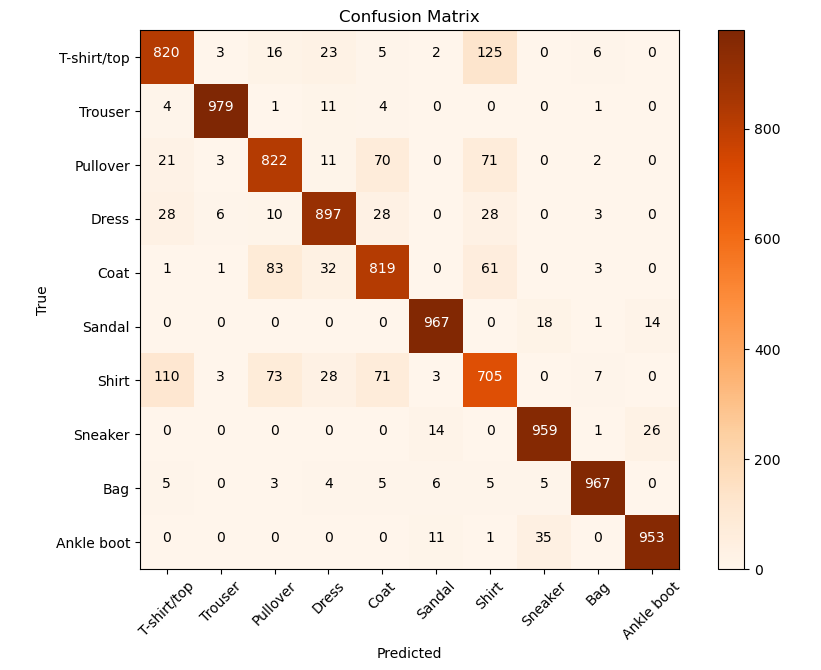 Confusion Matrix
T-shirt/top 820 3 16 23 5 2 125 0 6 0
Trouser 4 979 1 11 4 0 0 0 1 0
Pullover 21 3 822 11 70 0 71 0 2 0
Dress 28 6 10 897 28 0 28 0 3 0
Coat 1 1 83 32 819 0 61 0 3 0
Sandal 0 0 0 0 0 967 0 18 1 14
Shirt 110 3 73 28 71 3 705 0 7 0
Sneaker 0 0 0 0 0 14 0 959 1 26
Bag 5 0 3 4 5 6 5 5 967 0
Ankle boot 0 0 0 0 0 11 1 35 0 953
T-shirt/top Trouser Pullover Dress Coat Sandal Shirt Sneaker Bag Ankle boot
Predicted
True
800
600
400
200
0